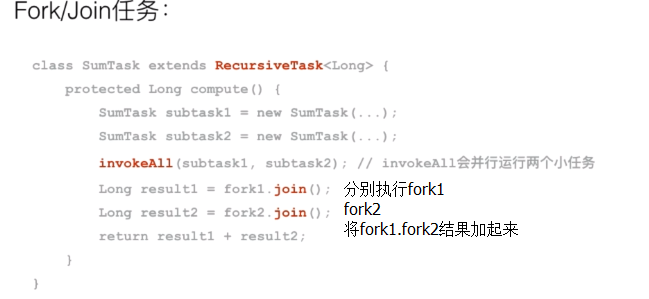 Fork/Join任务：
class SumTask extends RecursiveTask<Long> {
protected Long compute() {
SumTask subtask1 = new SumTask(...);
SumTask subtask2 = new SumTask(...);
invokeAll(subtask1, subtask2); // invokeAll会并行运行两个小任务
Long result1 = fork1.join(); 分别执行fork1
Long result2 = fork2.join(); fork2
return result1 + result2; 将fork1.fork2结果加起来
}
}